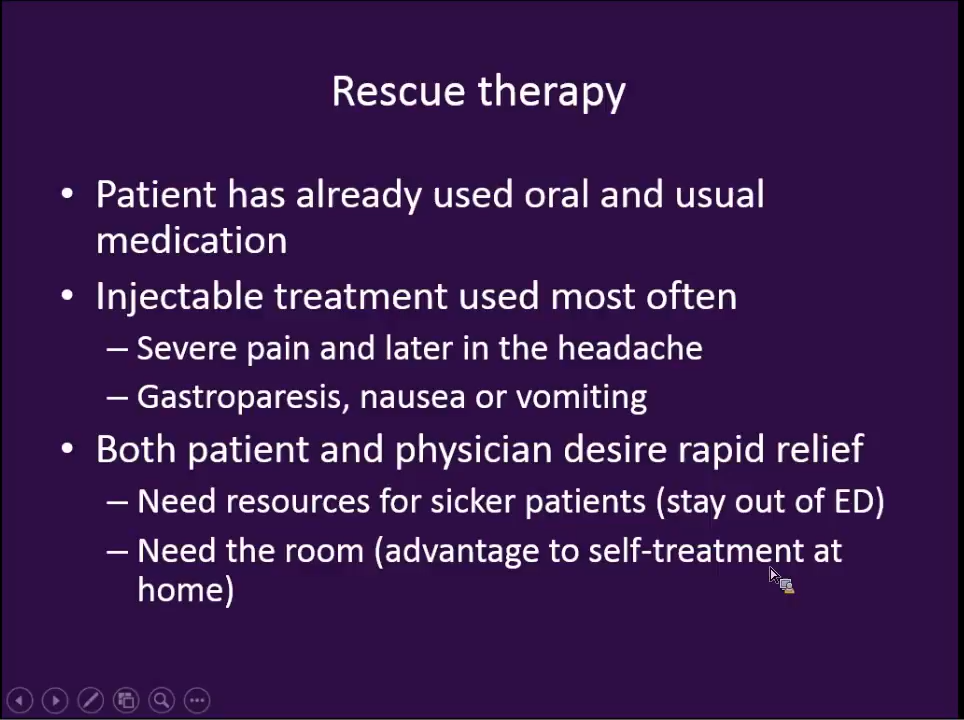 Rescue therapy
• Patient has already used oral and usual
medication
• Injectable treatment used most often
– Severe pain and later in the headache
– Gastroparesis, nausea or vomiting
• Both patient and physician desire rapid relief
– Need resources for sicker patients (stay out of ED)
– Need the room (advantage to self-treatment at
home)